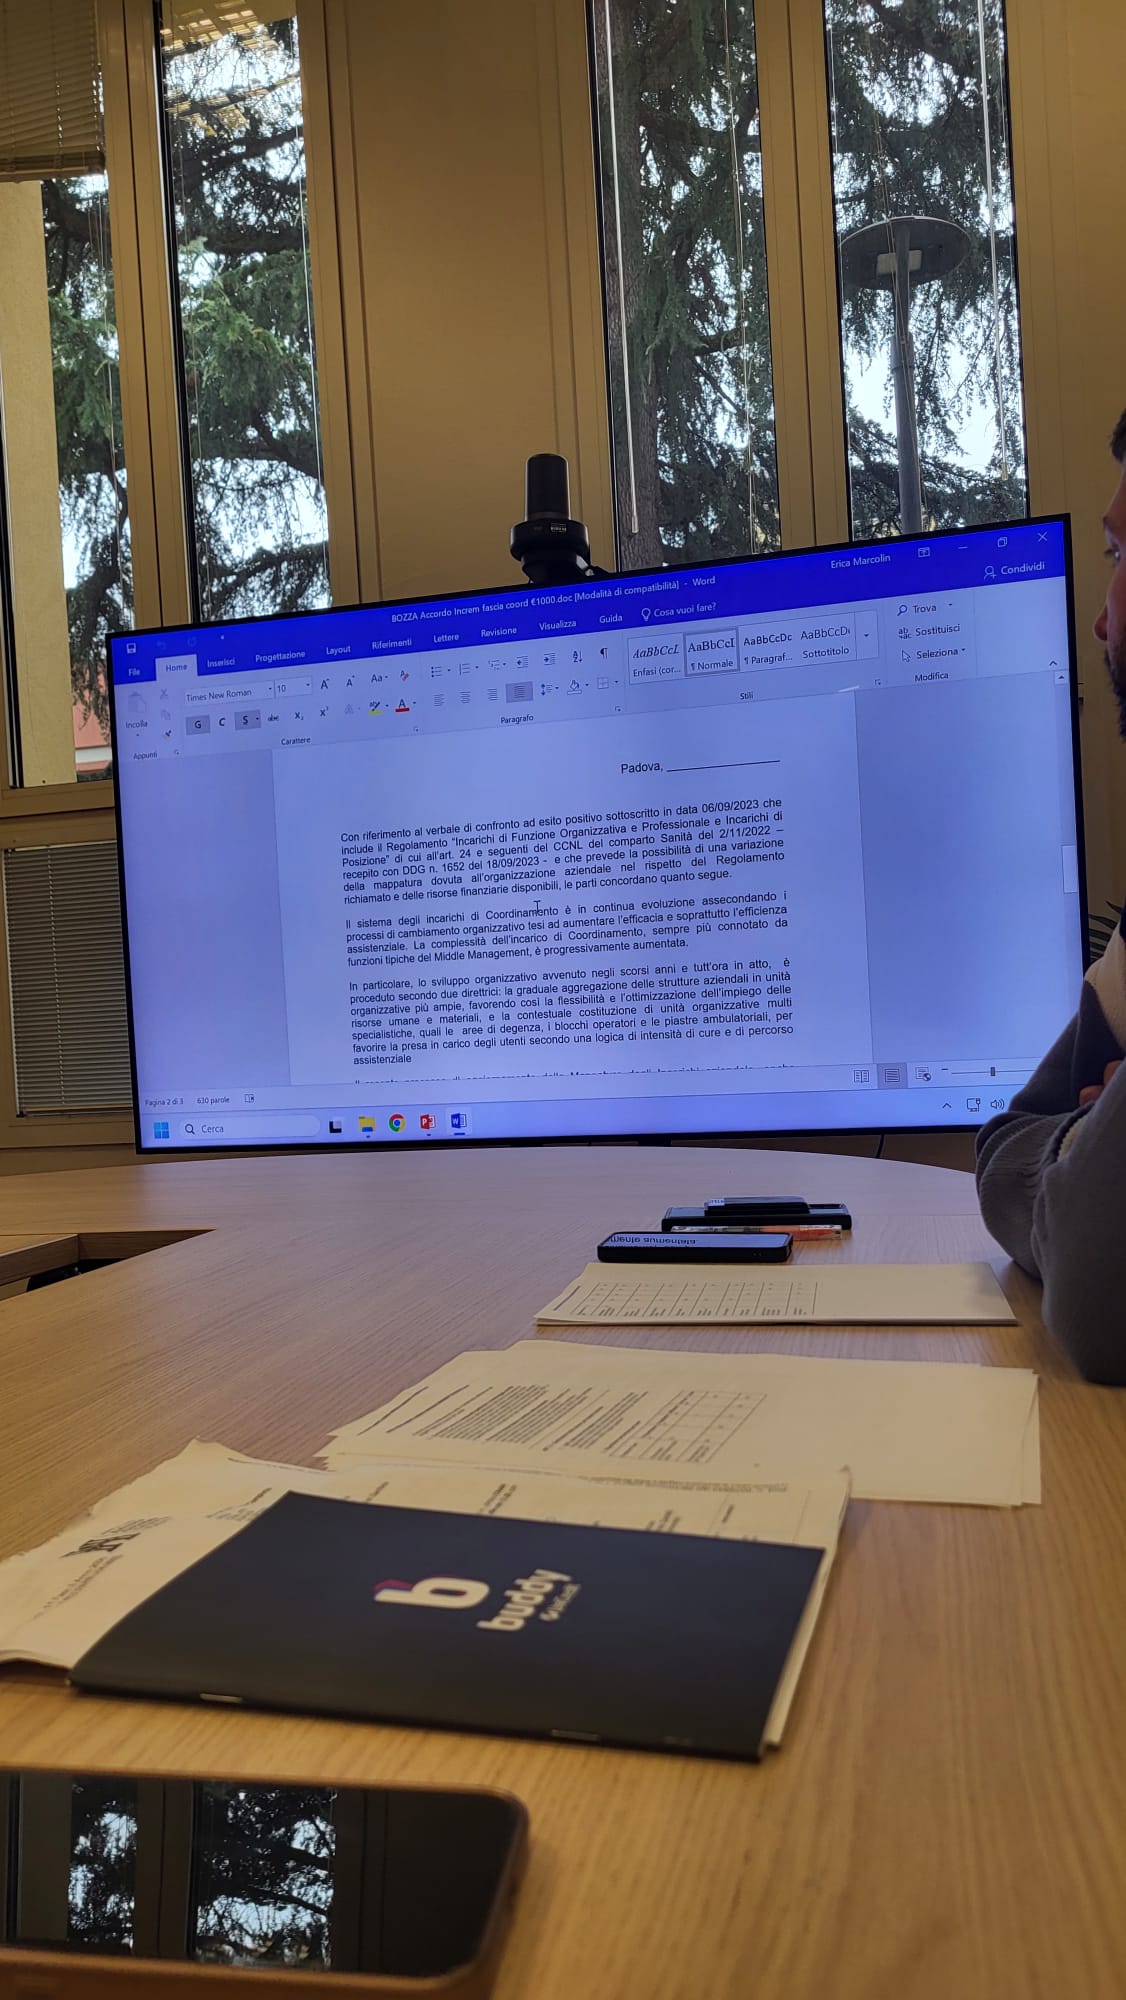 BOZZA Accordo Increm fascia coord €1000.doc [Modalità di compatibilità] - Word
Erica Marcolin
File Home Inserisci Progettazione Layout Riferimenti Lettere Revisione Visualizza Guida Cosa vuoi fare?
Condividi
Incolla
Appunti
Times New Roman 10
G C S abc X₂ X²
Carattere
Paragrafo
AaBbCcL AaBbCcI AaBbCcDc AaBbCcDı
Enfasi (cor... ¶ Normale ¶ Paragraf... Sottotitolo
Stili
Trova
Sostituisci
Seleziona
Modifica
Padova,
Con riferimento al verbale di confronto ad esito positivo sottoscritto in data 06/09/2023 che
include il Regolamento "Incarichi di Funzione Organizzativa e Professionale e Incarichi di
Posizione" di cui all'art. 24 e seguenti del CCNL del comparto Sanità del 2/11/2022 –
recepito con DDG n. 1652 del 18/09/2023 - e che prevede la possibilità di una variazione
della mappatura dovuta all'organizzazione aziendale nel rispetto del Regolamento
richiamato e delle risorse finanziarie disponibili, le parti concordano quanto segue.
Il sistema degli incarichi di Coordinamento è in continua evoluzione assecondando i
processi di cambiamento organizzativo tesi ad aumentare l'efficacia e soprattutto l'efficienza
assistenziale. La complessità dell'incarico di Coordinamento, sempre più connotato da
funzioni tipiche del Middle Management, è progressivamente aumentata.
In particolare, lo sviluppo organizzativo avvenuto negli scorsi anni e tutt'ora in atto, è
proceduto secondo due direttrici: la graduale aggregazione delle strutture aziendali in unità
organizzative più ampie, favorendo così la flessibilità e l'ottimizzazione dell'impiego delle
risorse umane e materiali, e la contestuale costituzione di unità organizzative multi
specialistiche, quali le aree di degenza, i blocchi operatori e le piastre ambulatoriali, per
favorire la presa in carico degli utenti secondo una logica di intensità di cure e di percorso
assistenziale
Pagina 2 di 3 630 parole
Cerca
mente aumentata
b
buddy